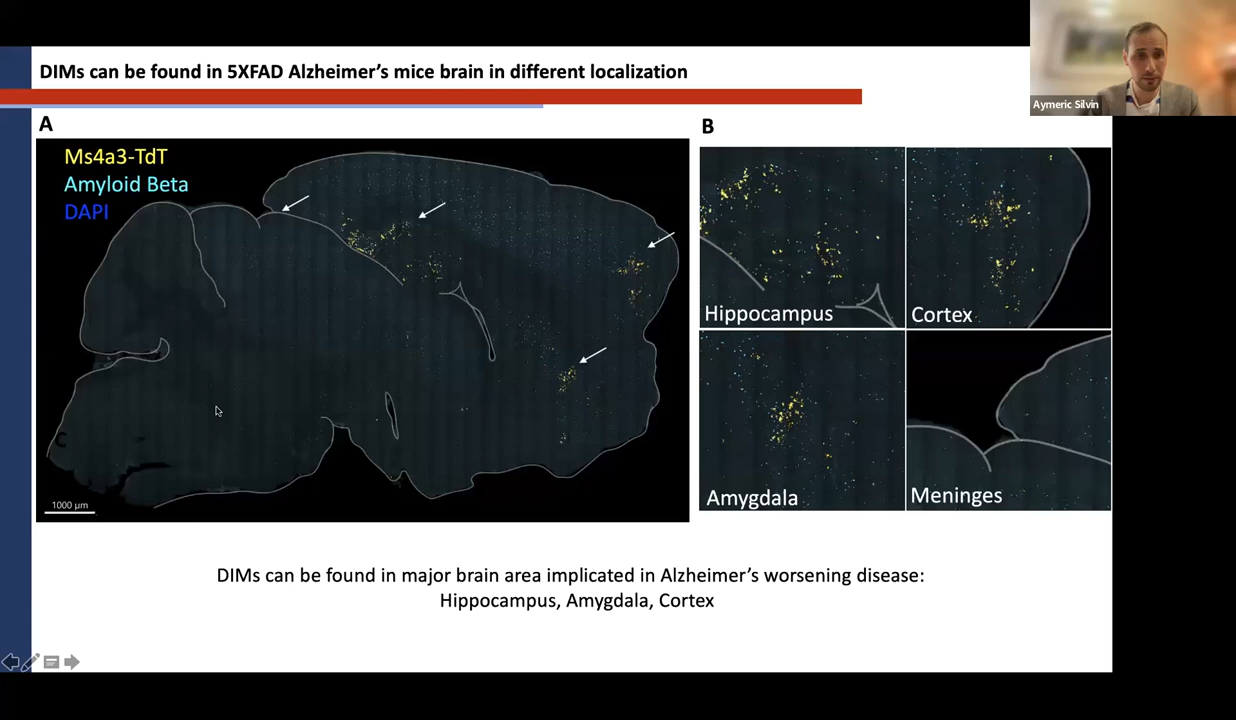 DIMs can be found in 5XFAD Alzheimer's mice brain in different localization
Aymeric Silvin
A
B
Ms4a3-TdT
Amyloid Beta
DAPI
C
1000 µm
Hippocampus
Cortex
Amygdala
Meninges
DIMs can be found in major brain area implicated in Alzheimer's worsening disease:
Hippocampus, Amygdala, Cortex